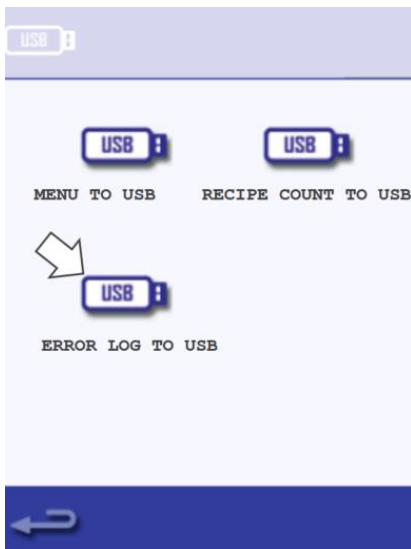 USB
USB USB
MENU TO USB RECIPE COUNT TO USB
USB
ERROR LOG TO USB